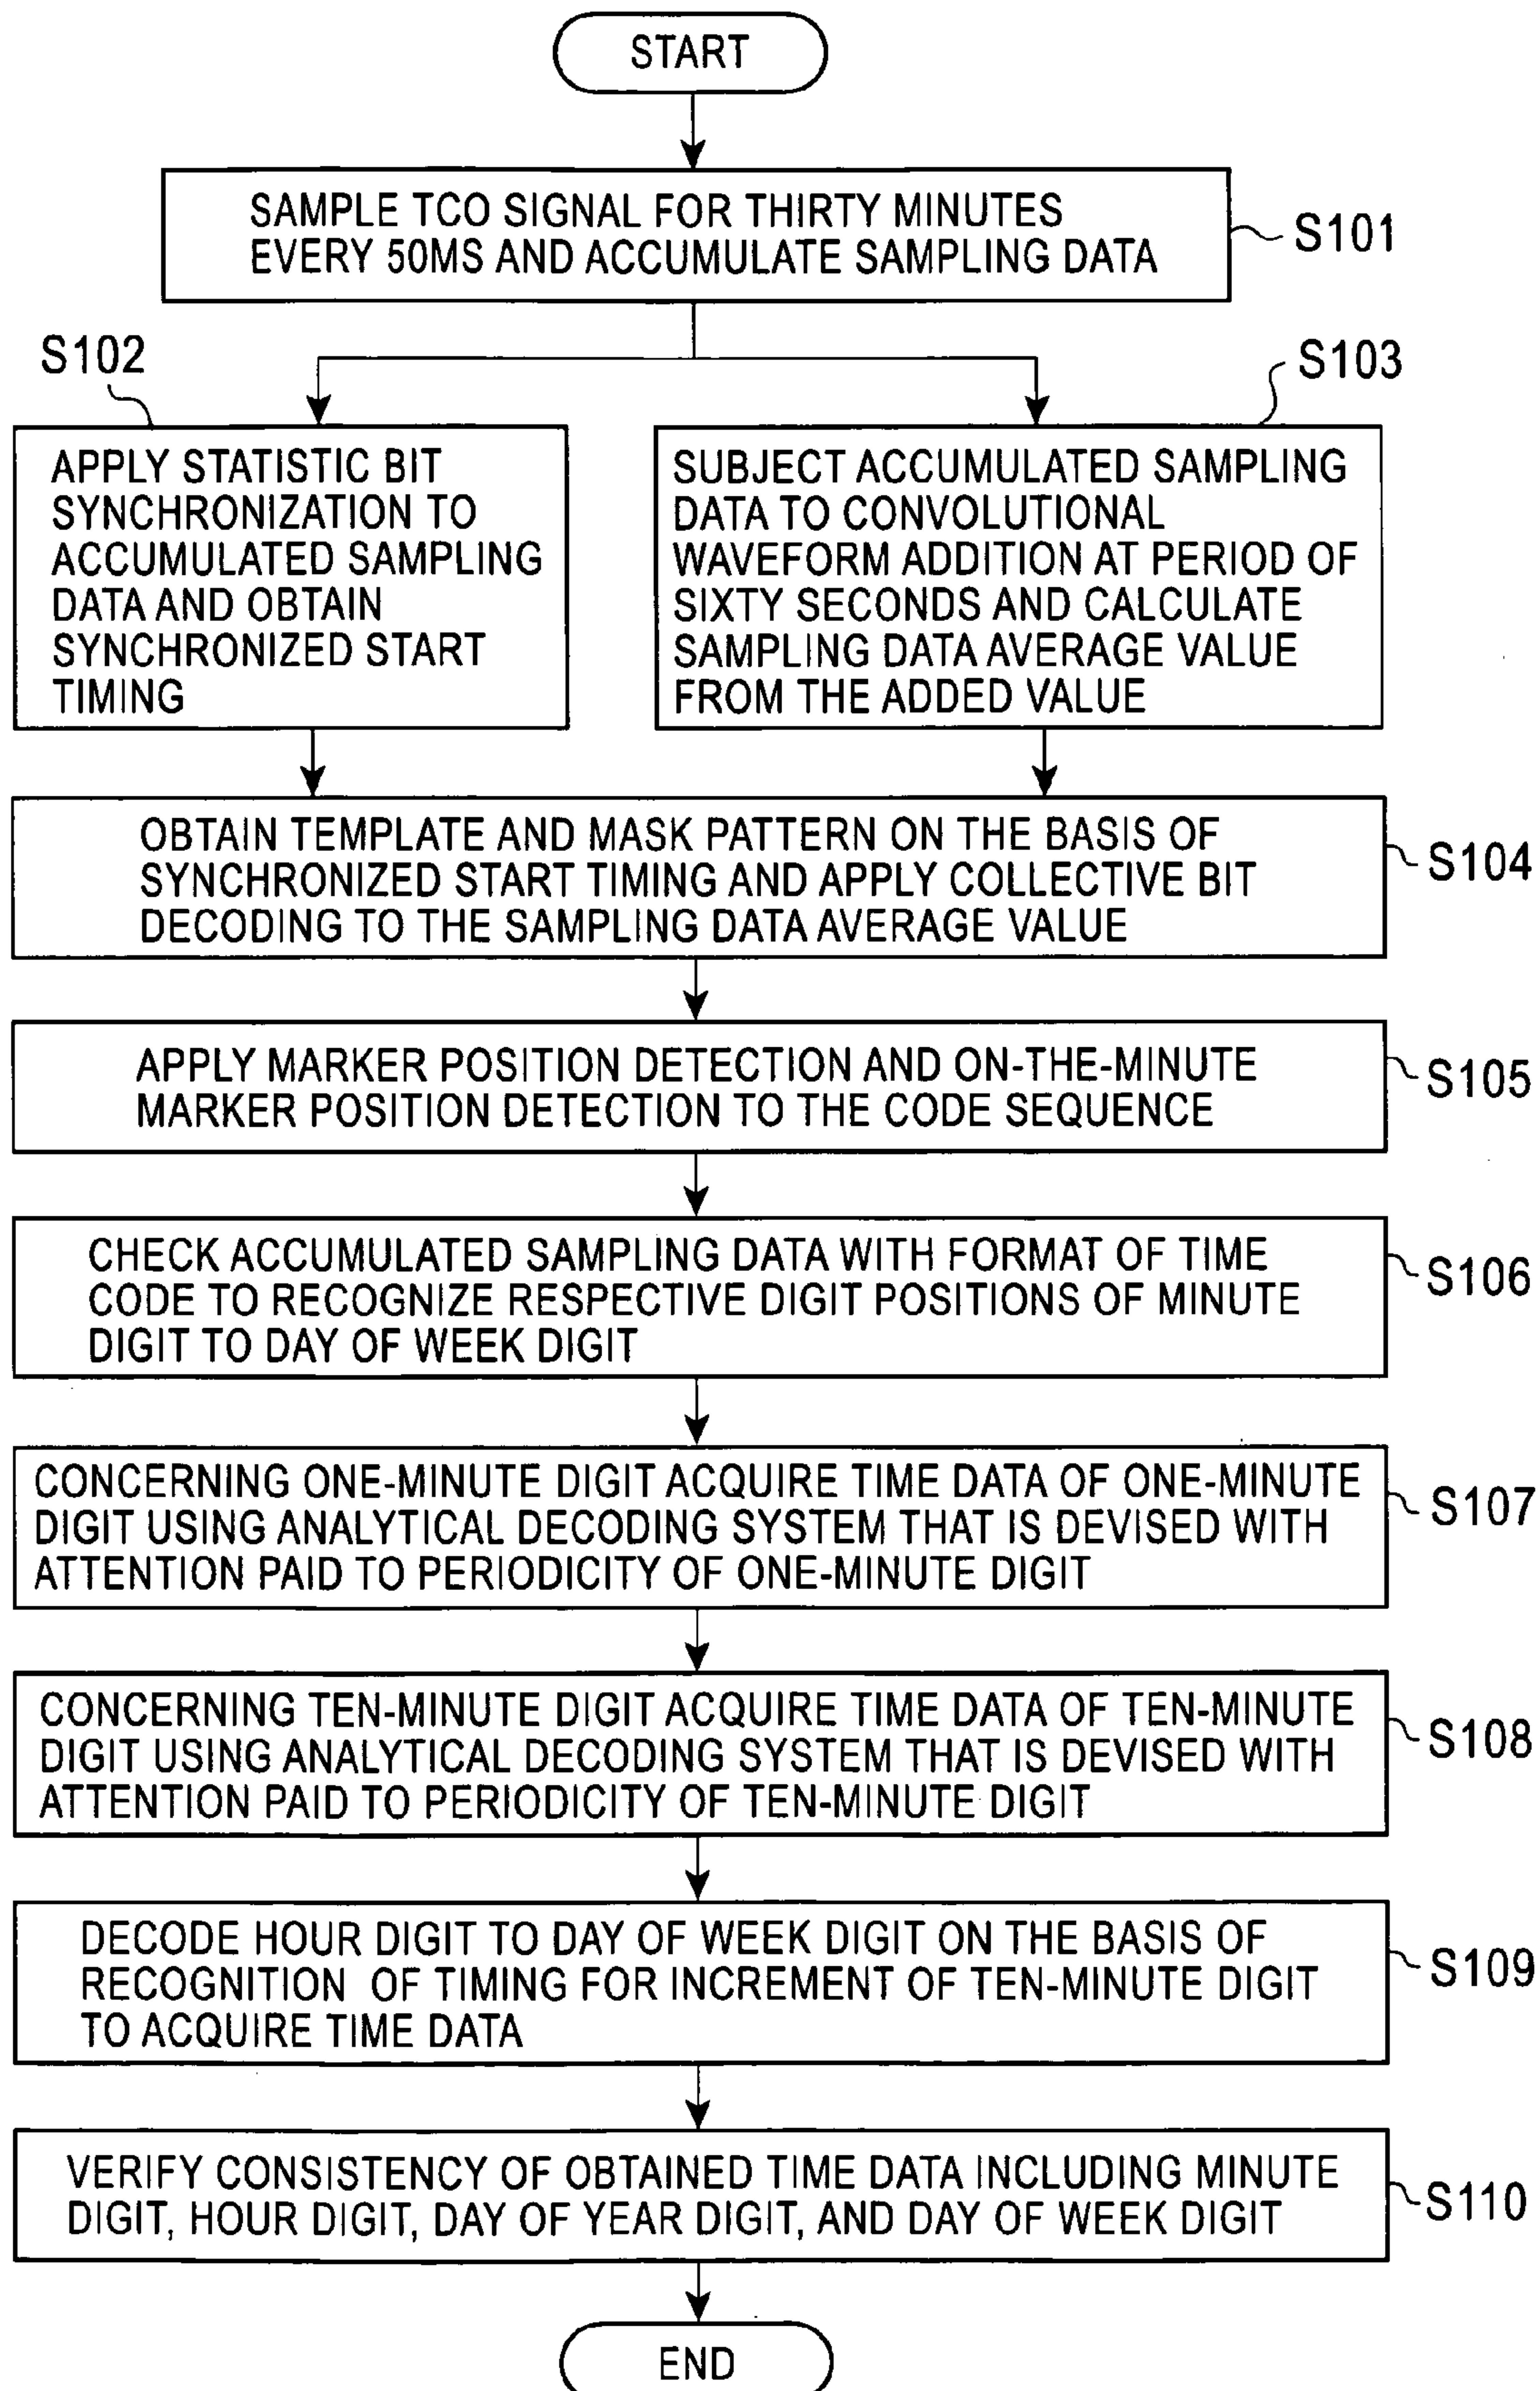 START
SAMPLE TCO SIGNAL FOR THIRTY MINUTES
EVERY 50MS AND ACCUMULATE SAMPLING DATA
S101
S102
APPLY STATISTIC BIT
SYNCHRONIZATION TO
ACCUMULATED SAMPLING
DATA AND OBTAIN
SYNCHRONIZED START
TIMING
S103
SUBJECT ACCUMULATED SAMPLING
DATA TO CONVOLUTIONAL
WAVEFORM ADDITION AT PERIOD OF
SIXTY SECONDS AND CALCULATE
SAMPLING DATA AVERAGE VALUE
FROM THE ADDED VALUE
OBTAIN TEMPLATE AND MASK PATTERN ON THE BASIS OF
SYNCHRONIZED START TIMING AND APPLY COLLECTIVE BIT
DECODING TO THE SAMPLING DATA AVERAGE VALUE
S104
APPLY MARKER POSITION DETECTION AND ON-THE-MINUTE
MARKER POSITION DETECTION TO THE CODE SEQUENCE
S105
CHECK ACCUMULATED SAMPLING DATA WITH FORMAT OF TIME
CODE TO RECOGNIZE RESPECTIVE DIGIT POSITIONS OF MINUTE
DIGIT TO DAY OF WEEK DIGIT
S106
CONCERNING ONE-MINUTE DIGIT ACQUIRE TIME DATA OF ONE-MINUTE
DIGIT USING ANALYTICAL DECODING SYSTEM THAT IS DEVISED WITH
ATTENTION PAID TO PERIODICITY OF ONE-MINUTE DIGIT
S107
CONCERNING TEN-MINUTE DIGIT ACQUIRE TIME DATA OF TEN-MINUTE
DIGIT USING ANALYTICAL DECODING SYSTEM THAT IS DEVISED WITH
ATTENTION PAID TO PERIODICITY OF TEN-MINUTE DIGIT
S108
DECODE HOUR DIGIT TO DAY OF WEEK DIGIT ON THE BASIS OF
RECOGNITION OF TIMING FOR INCREMENT OF TEN-MINUTE DIGIT
TO ACQUIRE TIME DATA
S109
VERIFY CONSISTENCY OF OBTAINED TIME DATA INCLUDING MINUTE
DIGIT, HOUR DIGIT, DAY OF YEAR DIGIT, AND DAY OF WEEK DIGIT
S110
END